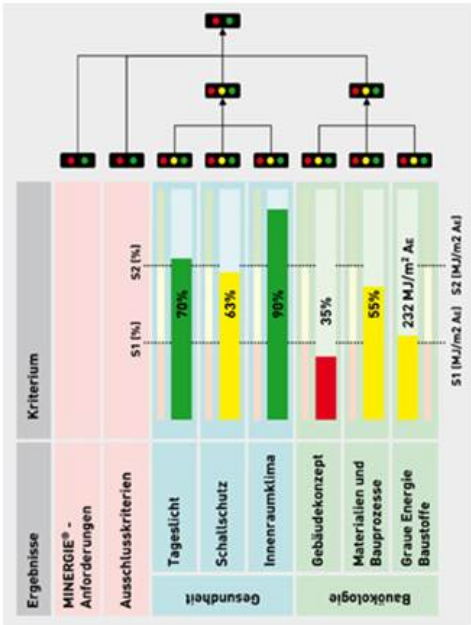 Ergebnisse
Kriterium
MINERGIE® -
Anforderungen
Ausschlusskriterien
S1 (%)
S2 (%)
Gesundheit
Tageslicht
70%
Schallschutz
63%
Innenraumklima
90%
Bauökologie
Gebäudekonzept
35%
Materialien und
Bauprozesse
55%
Graue Energie
Baustoffe
232 MJ/m² AE
S1 (MJ/m2 AE)
S2 (MJ/m2 AE)